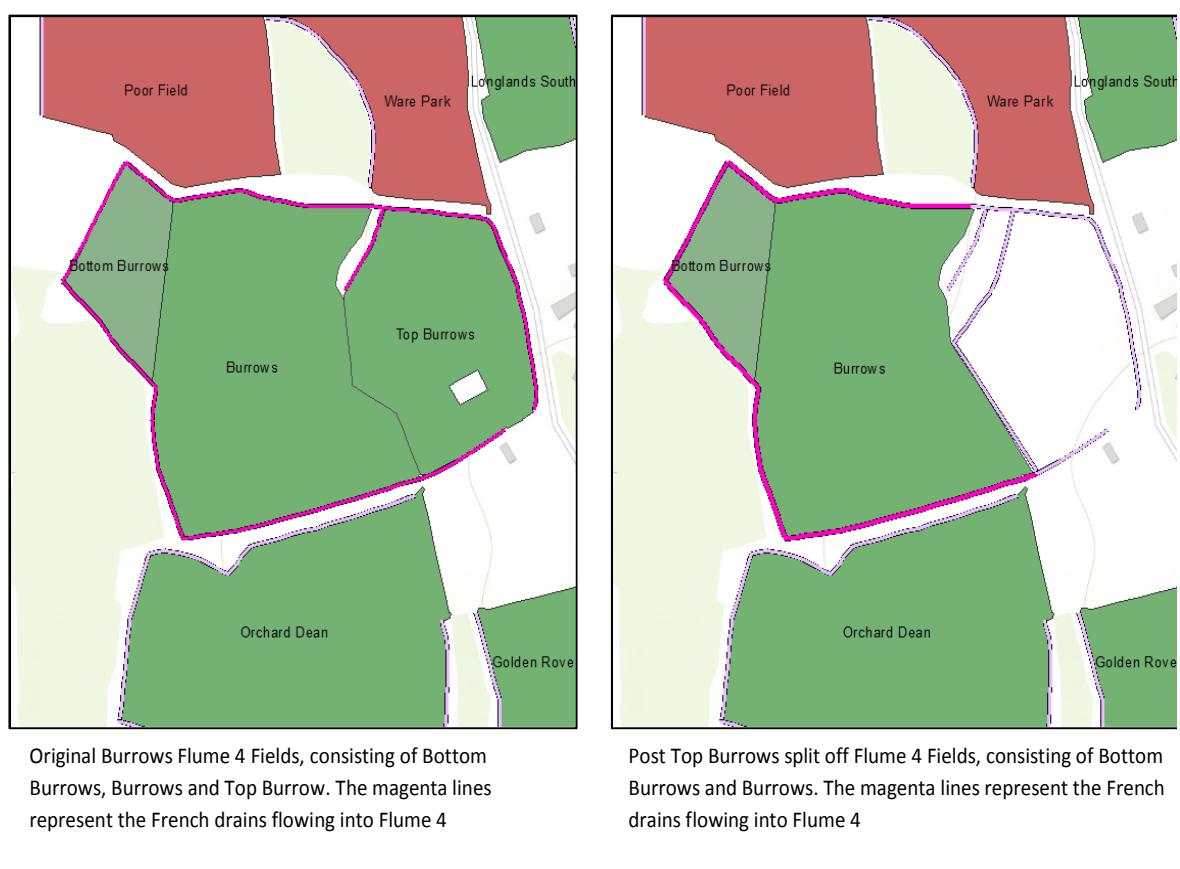 Poor Field
Ware Park
Longlands South
Bottom Burrows
Top Burrows
Burrows
Orchard Dean
Golden Rove
Poor Field
Ware Park
Longlands South
Bottom Burrows
Burrows
Orchard Dean
Golden Rove
Original Burrows Flume 4 Fields, consisting of Bottom
Burrows, Burrows and Top Burrow. The magenta lines
represent the French drains flowing into Flume 4
Post Top Burrows split off Flume 4 Fields, consisting of Bottom
Burrows and Burrows. The magenta lines represent the French
drains flowing into Flume 4